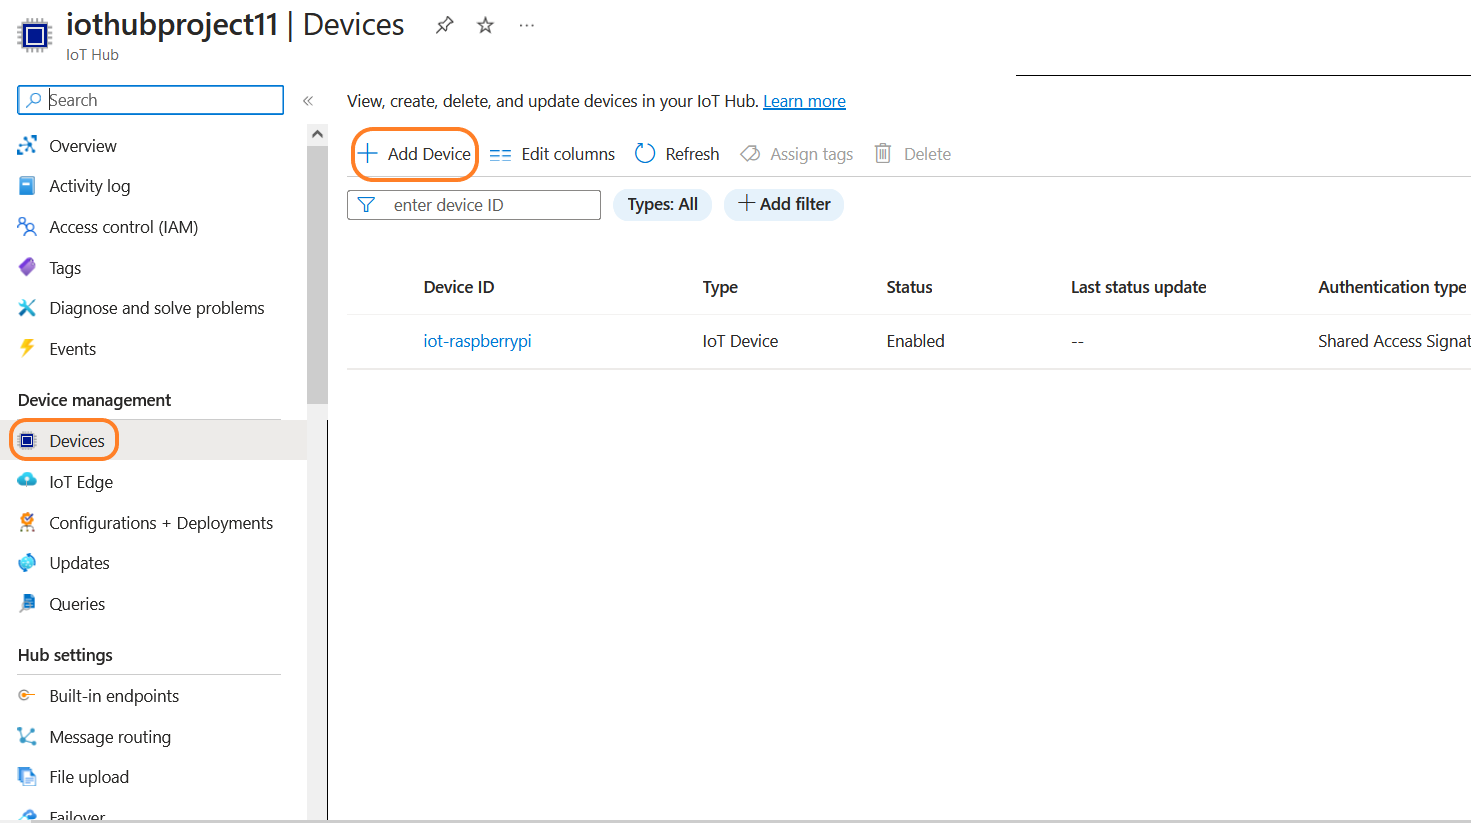 iothubproject11 | Devices
IoT Hub
Search
Overview
Activity log
Access control (IAM)
Tags
Diagnose and solve problems
Events
Device management
Devices
IoT Edge
Configurations + Deployments
Updates
Queries
Hub settings
Built-in endpoints
Message routing
File upload
Failover
View, create, delete, and update devices in your IoT Hub. Learn more
Add Device Edit columns Refresh Assign tags Delete
enter device ID Types: All Add filter
Device ID Type Status Last status update Authentication type
iot-raspberrypi IoT Device Enabled -- Shared Access Signat